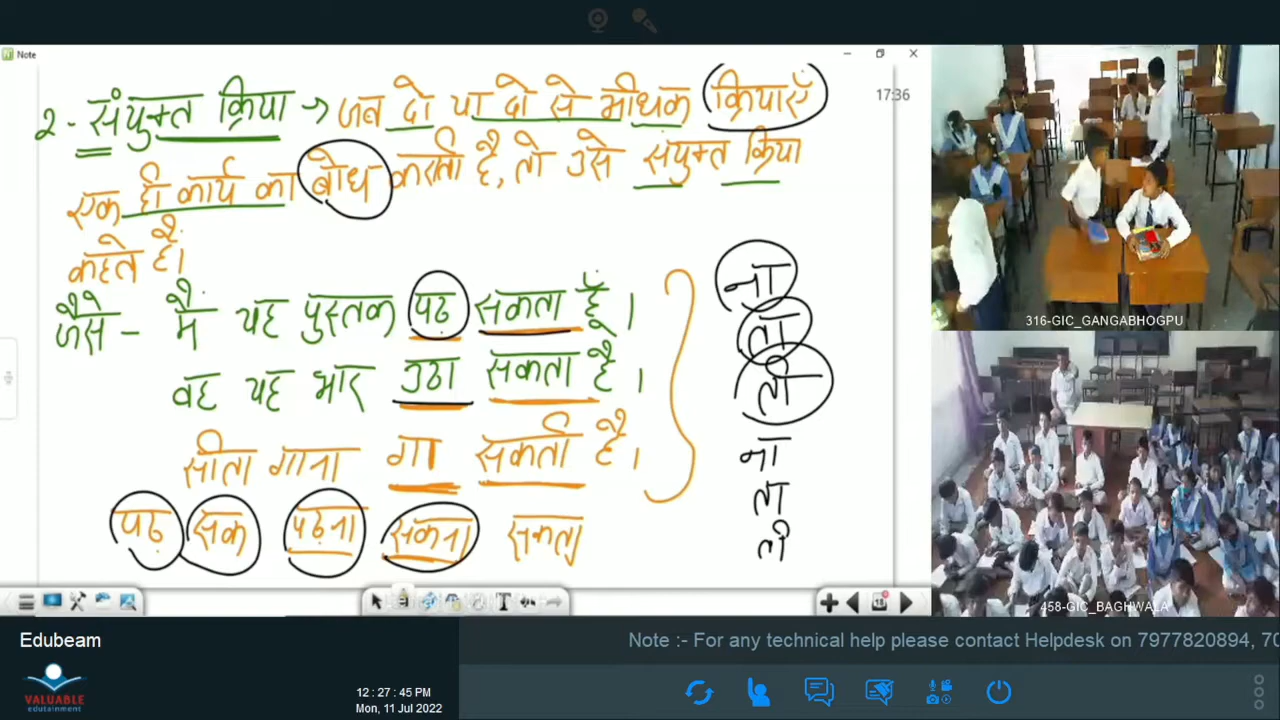 Note
17:36
२- संयुक्त क्रिया → जब दो या दो से अधिक क्रियाएँ
एक ही कार्य का बोध करती है, तो उसे संयुक्त क्रिया
कहते है।
जैसे - मैं यह पुस्तक पढ़ सकता हूँ।
वह यह भार उठा सकता है।
सीता गाना गा सकती है।
पढ़ सक पढ़ना सकना सकता
ना
ता
ती
ना
ता
ती
316-GIC_GANGABHOGPU
458-GIC_BAGHWALA
Edubeam
Note :- For any technical help please contact Helpdesk on 7977820894, 70
VALUABLE
edutainment
12 : 27 : 45 PM
Mon, 11 Jul 2022